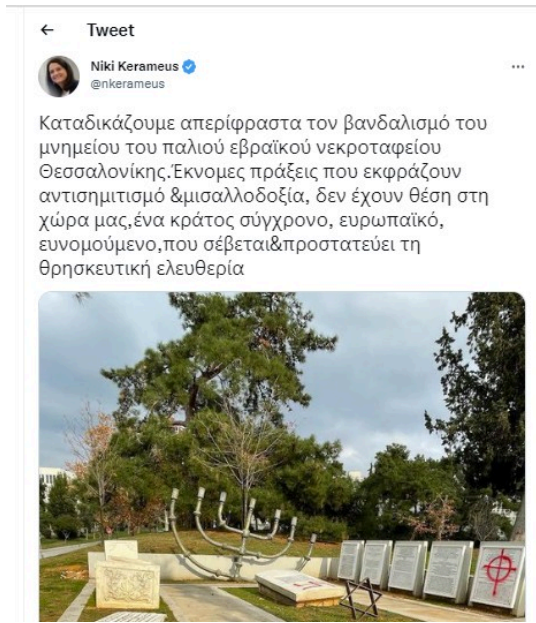 Tweet
Niki Kerameus
@nkerameus
Καταδικάζουμε απερίφραστα τον βανδαλισμό του
μνημείου του παλιού εβραϊκού νεκροταφείου
Θεσσαλονίκης.Έκνομες πράξεις που εκφράζουν
αντισημιτισμό &μισαλλοδοξία, δεν έχουν θέση στη
χώρα μας,ένα κράτος σύγχρονο, ευρωπαϊκό,
ευνομούμενο,που σέβεται&προστατεύει τη
θρησκευτική ελευθερία